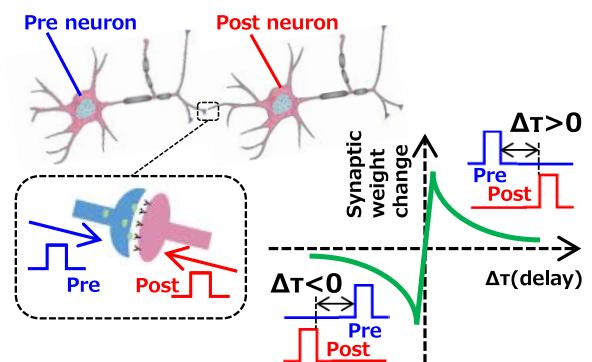 Pre neuron
Post neuron
Synaptic
weight
change
Δτ>0
Pre
Post
Δτ(delay)
Δτ<0
Pre
Post
Pre
Post